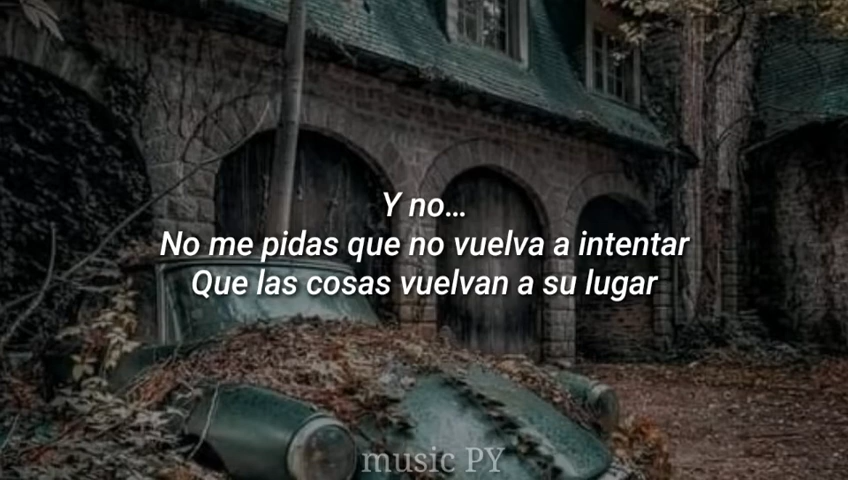 Y no...
No me pidas que no vuelva a intentar
Que las cosas vuelvan a su lugar
music PY